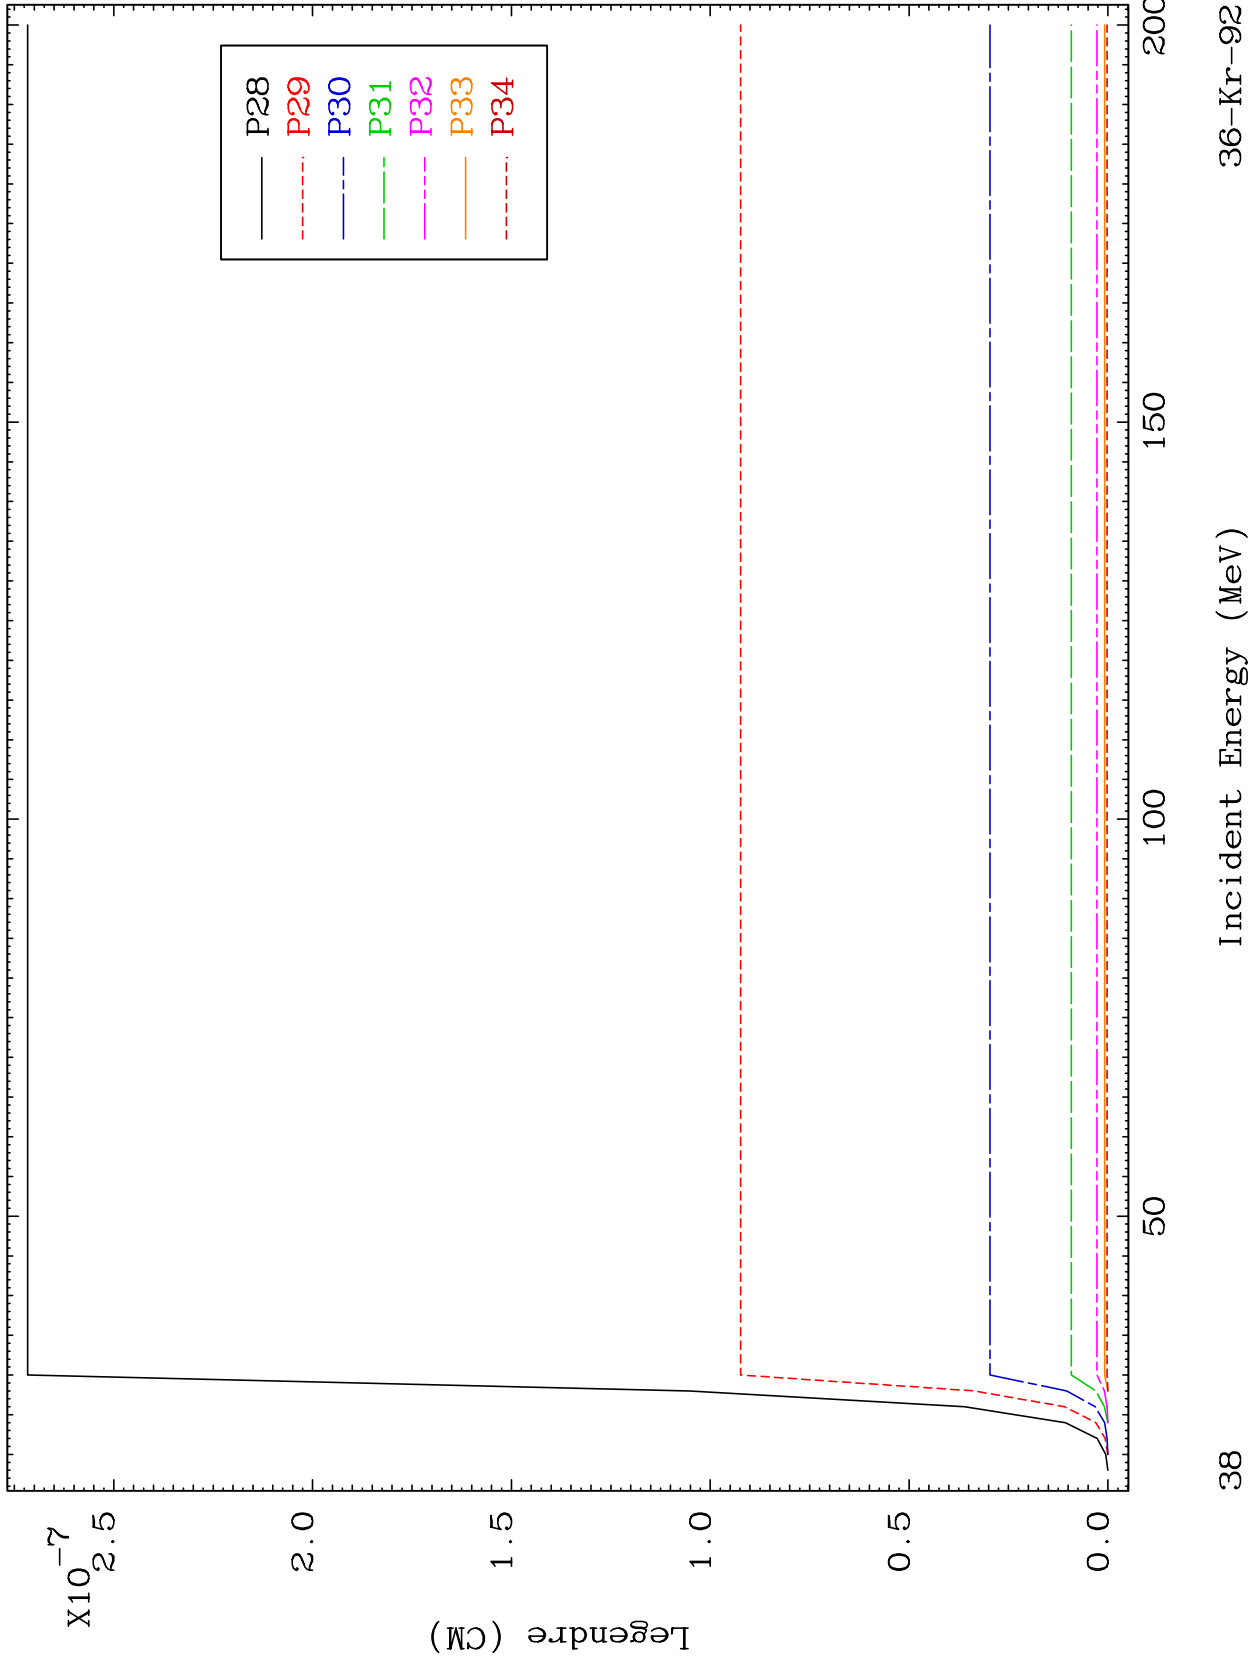 X10-7
2.5
2.0
1.5
1.0
0.5
0.0
Legendre (CM)
P28
P29
P30
P31
P32
P33
P34
50
100
150
200
38
Incident Energy (MeV)
36-Kr-92